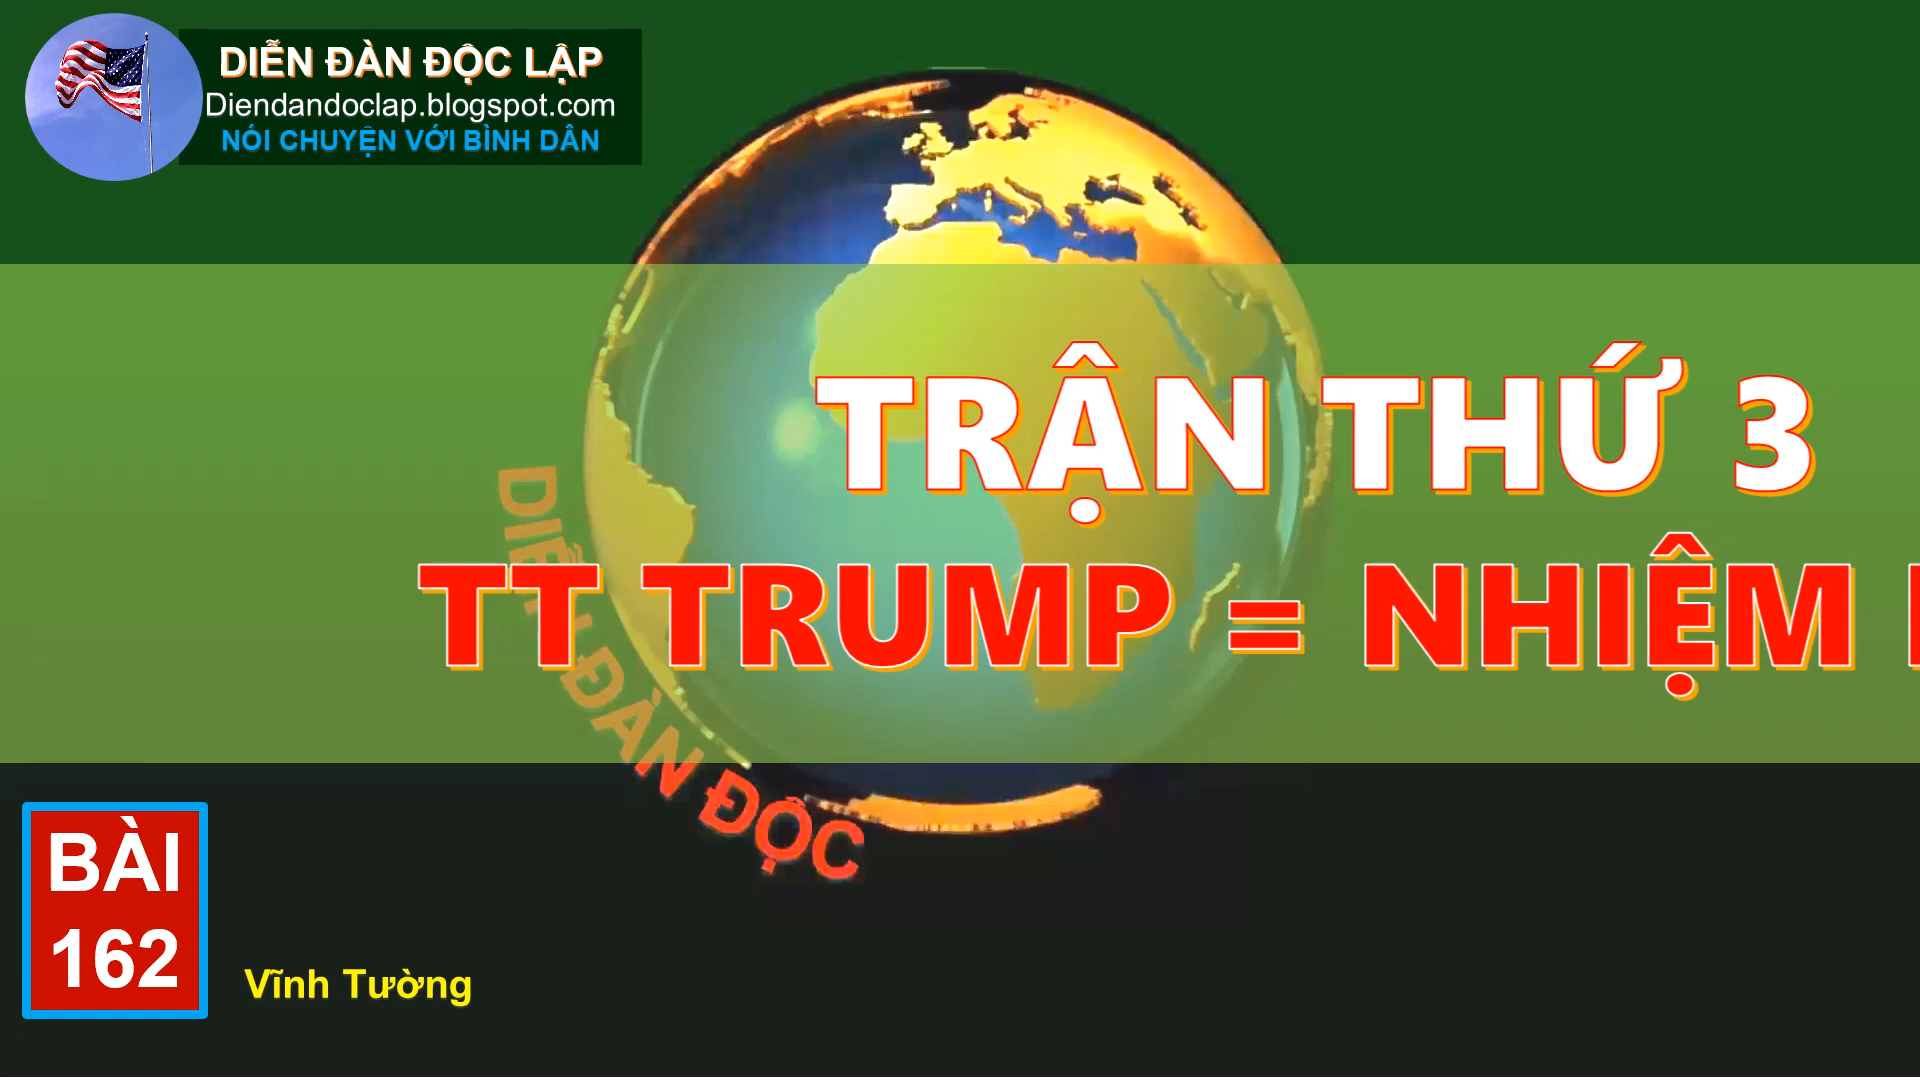 DIỄN ĐÀN ĐỘC LẬP
Diendandoclap.blogspot.com
NÓI CHUYỆN VỚI BÌNH DÂN
TRẬN THỨ 3
TT TRUMP = NHIỆM
DIỄN ĐÀN ĐỘC
BÀI
162
Vĩnh Tường